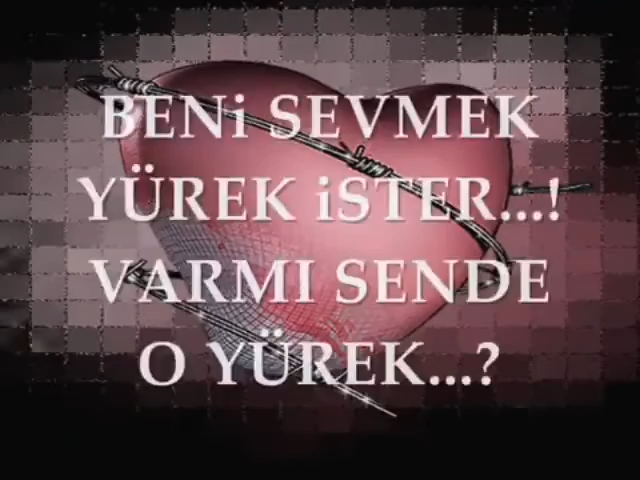 BENi SEVMEK
YÜREK iSTER...!
VARMI SENDE
O YÜREK...?